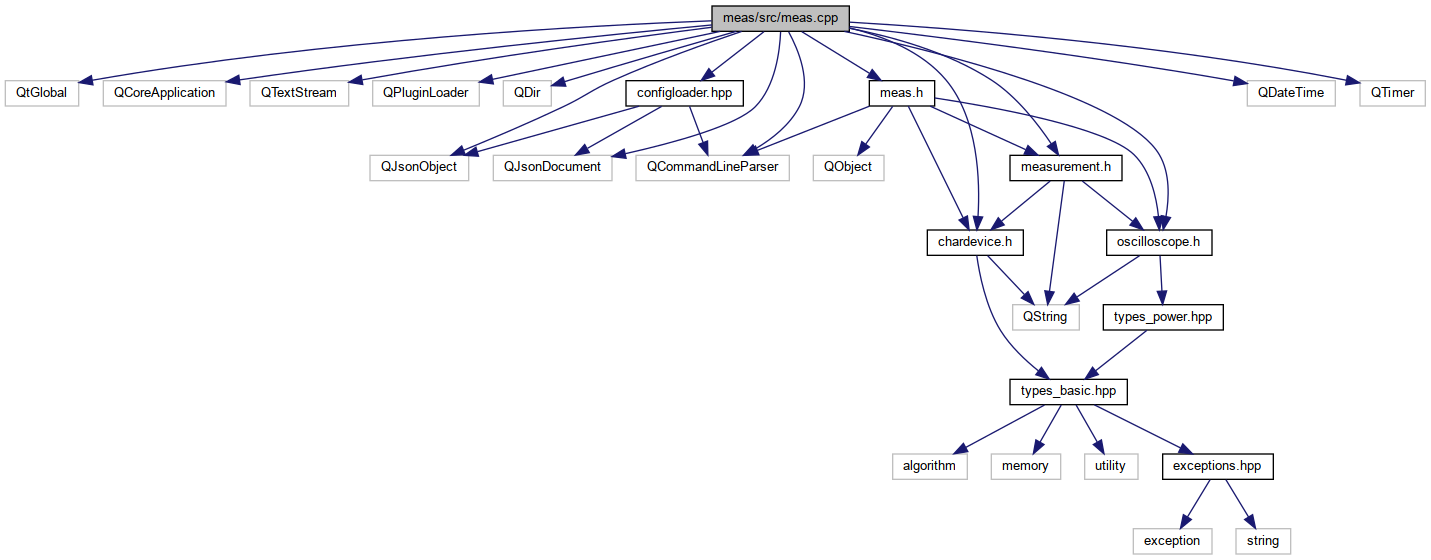 meas/src/meas.cpp
QtGlobal
QCoreApplication
QTextStream
QPluginLoader
QDir
configloader.hpp
meas.h
QDateTime
QTimer
QJsonObject
QJsonDocument
QCommandLineParser
QObject
measurement.h
chardevice.h
oscilloscope.h
QString
types_power.hpp
types_basic.hpp
algorithm
memory
utility
exceptions.hpp
exception
string